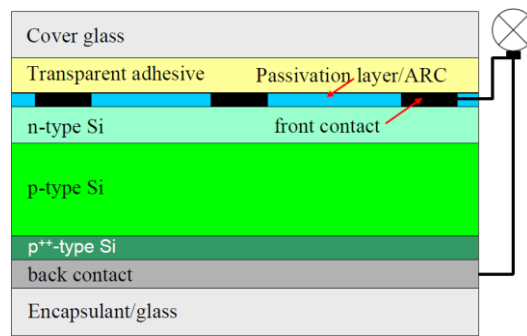 Cover glass
Transparent adhesive
Passivation layer/ARC
n-type Si
front contact
p-type Si
p⁺⁺-type Si
back contact
Encapsulant/glass